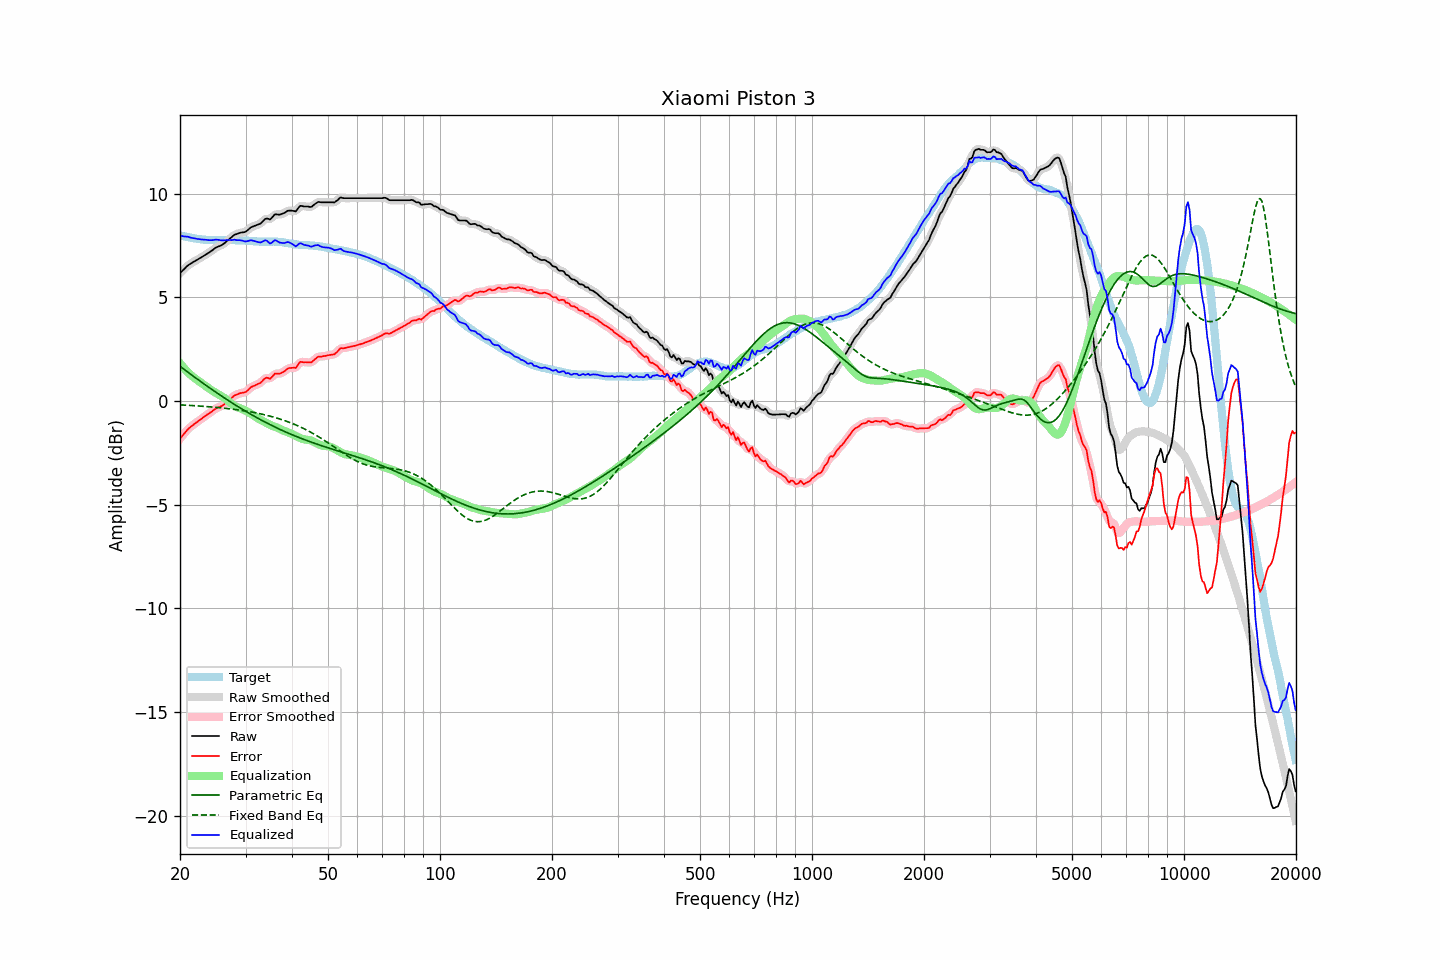 Xiaomi Piston 3
Amplitude (dBr)
10
5
0
−5
−10
−15
−20
Target
Raw Smoothed
Error Smoothed
Raw
Error
Equalization
Parametric Eq
Fixed Band Eq
Equalized
20 50 100 200 500 1000 2000 5000 10000 20000
Frequency (Hz)